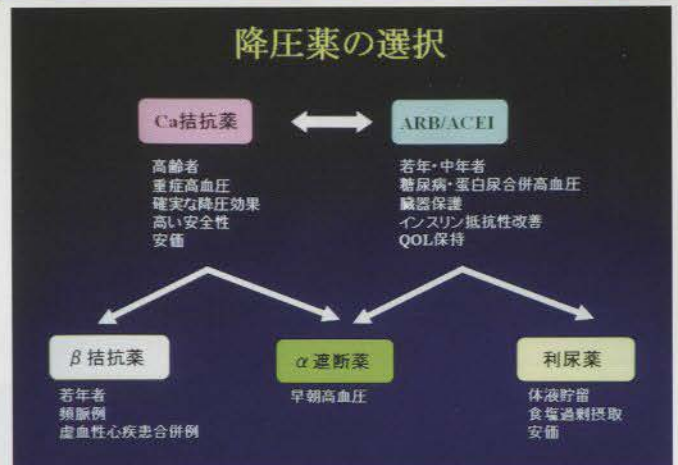 降圧薬の選択
Ca拮抗薬
ARB/ACEI
高齢者
重症高血圧
確実な降圧効果
高い安全性
安価
若年・中年者
糖尿病・蛋白尿合併高血圧
臓器保護
インスリン抵抗性改善
QOL保持
β拮抗薬
α遮断薬
利尿薬
若年者
頻脈例
虚血性心疾患合併例
早朝高血圧
体液貯留
食塩過剰摂取
安価